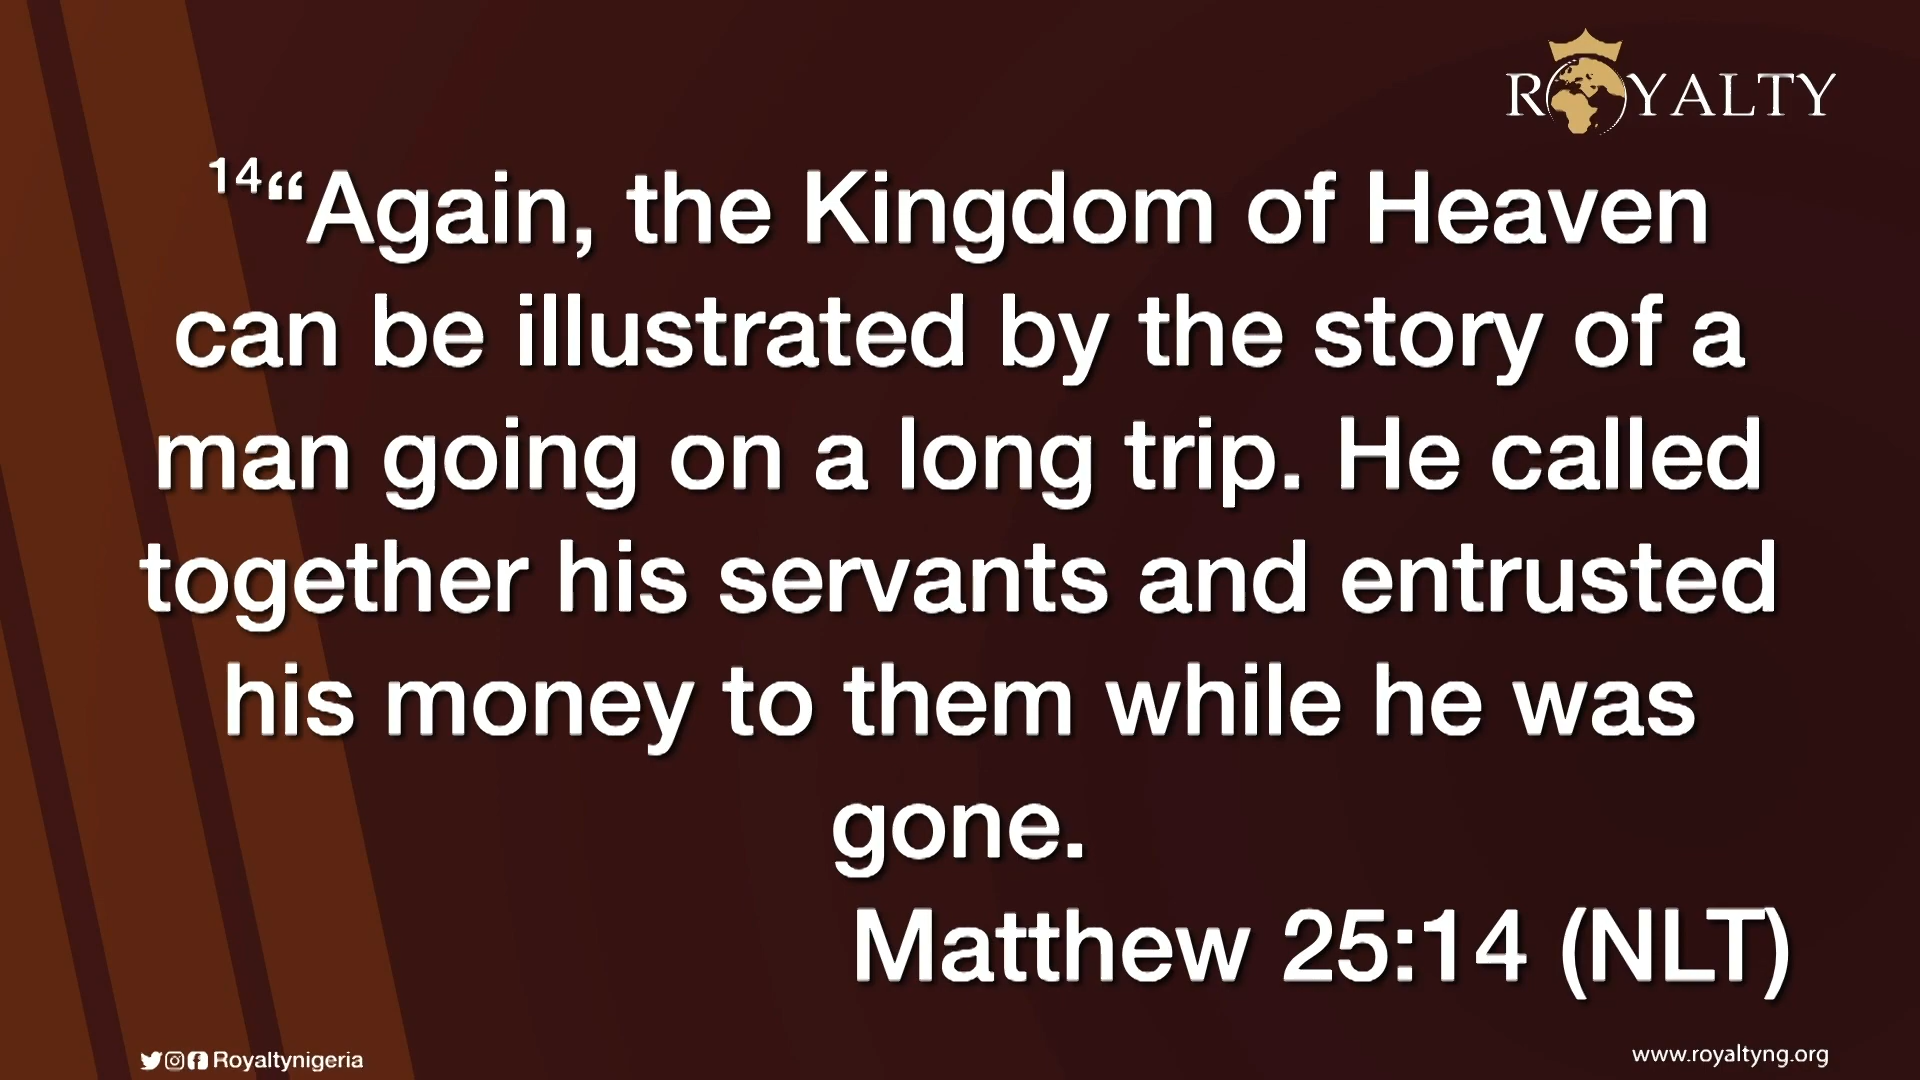 ROYALTY
14“Again, the Kingdom of Heaven
can be illustrated by the story of a
man going on a long trip. He called
together his servants and entrusted
his money to them while he was
gone.
Matthew 25:14 (NLT)
Royaltynigeria
www.royaltyng.org